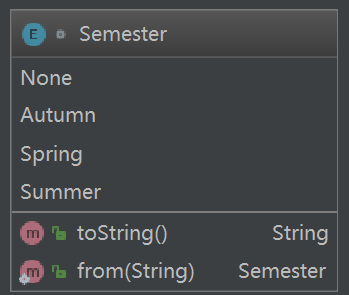 E Semester
None
Autumn
Spring
Summer
m toString() String
m from(String) Semester